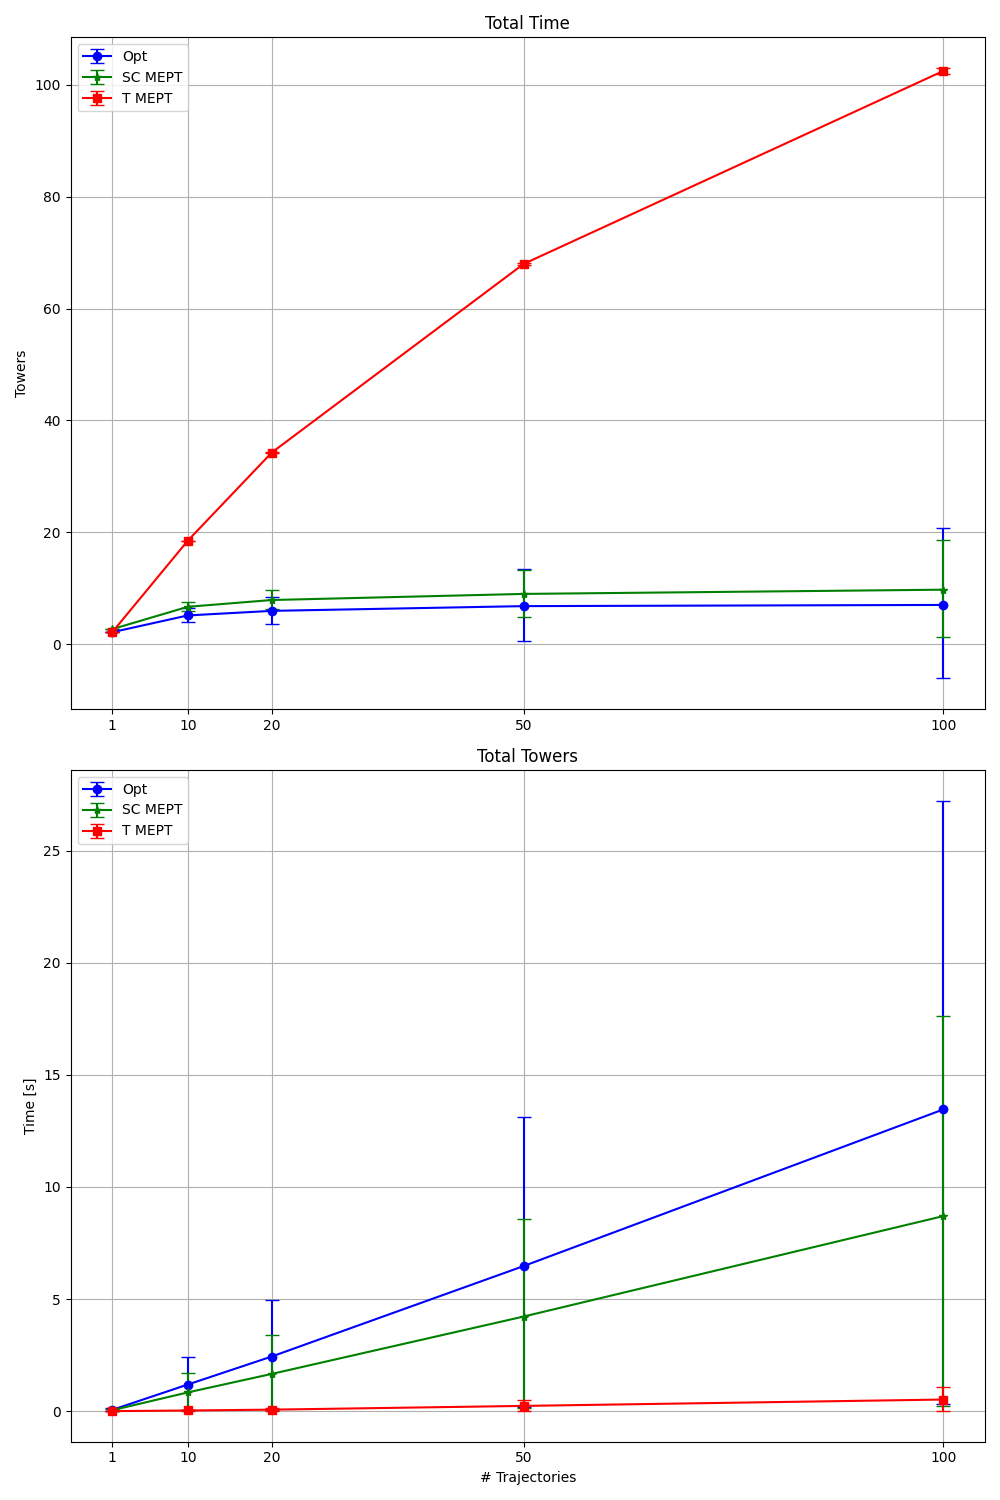 Total Time
Opt
SC MEPT
T MEPT
100
80
60
40
20
0
Towers
1 10 20 50 100
Total Towers
Opt
SC MEPT
T MEPT
25
20
15
10
5
0
Time [s]
1 10 20 50 100
# Trajectories